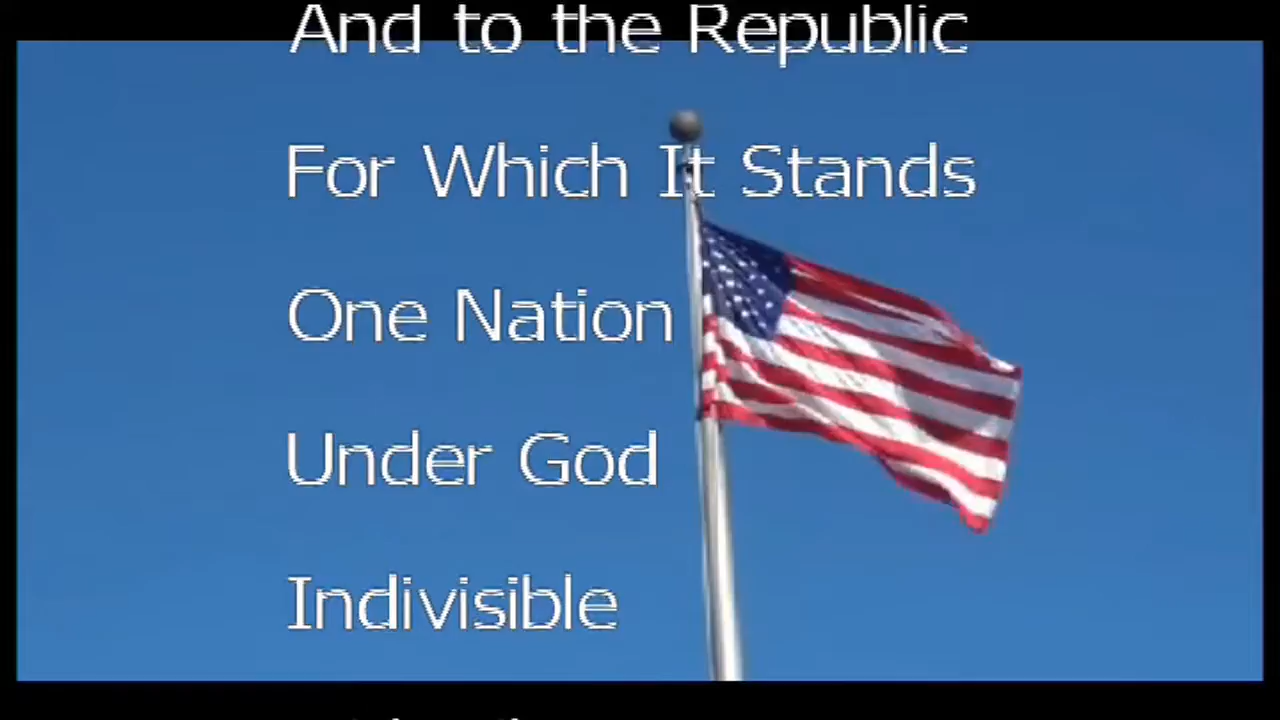 And to the Republic
For Which It Stands
One Nation
Under God
Indivisible